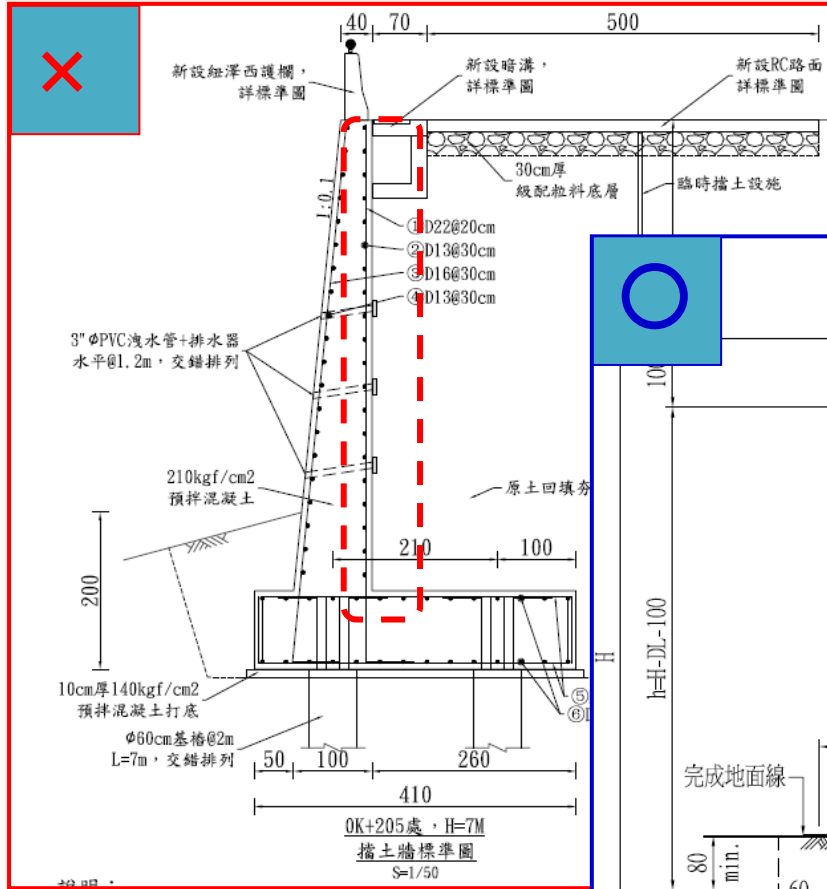 40
70
500
新設紐澤西護欄，
詳標準圖
新設暗溝，
詳標準圖
新設RC路面
詳標準圖
1:0.1
30cm厚
級配粒料底層
臨時擋土設施
①D22@20cm
②D13@30cm
③D16@30cm
④D13@30cm
3"φPVC洩水管+排水器
水平@1.2m，交錯排列
210kgf/cm2
預拌混凝土
原土回填夯
210
100
200
10cm厚140kgf/cm2
預拌混凝土打底
φ60cm基樁@2m
L=7m，交錯排列
⑤
⑥
50
100
260
410
0K+205處，H=7M
擋土牆標準圖
S=1/50
說明：
100
H
h=H-DL-100
完成地面線
80
min.
60